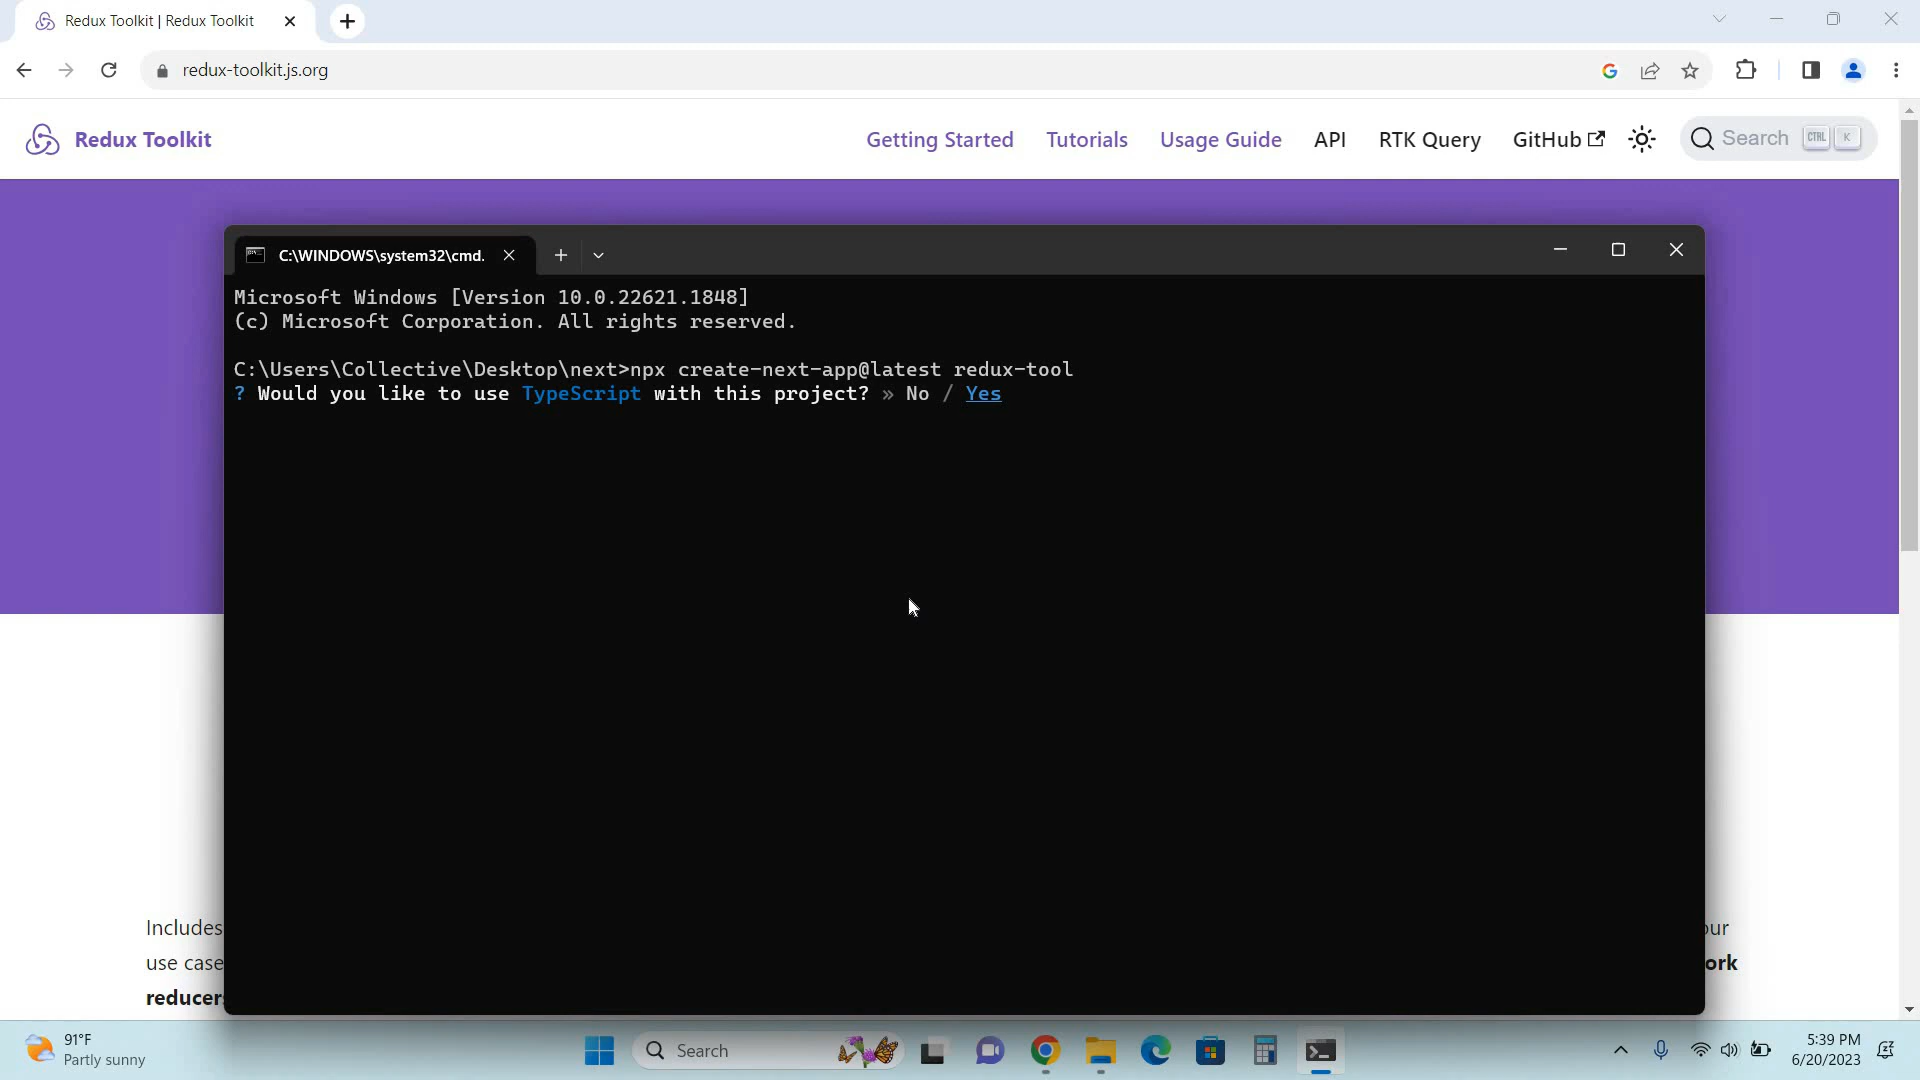 Redux Toolkit | Redux Toolkit
redux-toolkit.js.org
Redux Toolkit
Getting Started
Tutorials
Usage Guide
API
RTK Query
GitHub
Search
CTRL
K
C:\WINDOWS\system32\cmd.
Microsoft Windows [Version 10.0.22621.1848]
(c) Microsoft Corporation. All rights reserved.
C:\Users\Collective\Desktop\next>npx create-next-app@latest redux-tool
? Would you like to use TypeScript with this project? » No / Yes
Includes
our
use case
ork
reducers
91°F
Partly sunny
Search
5:39 PM
6/20/2023